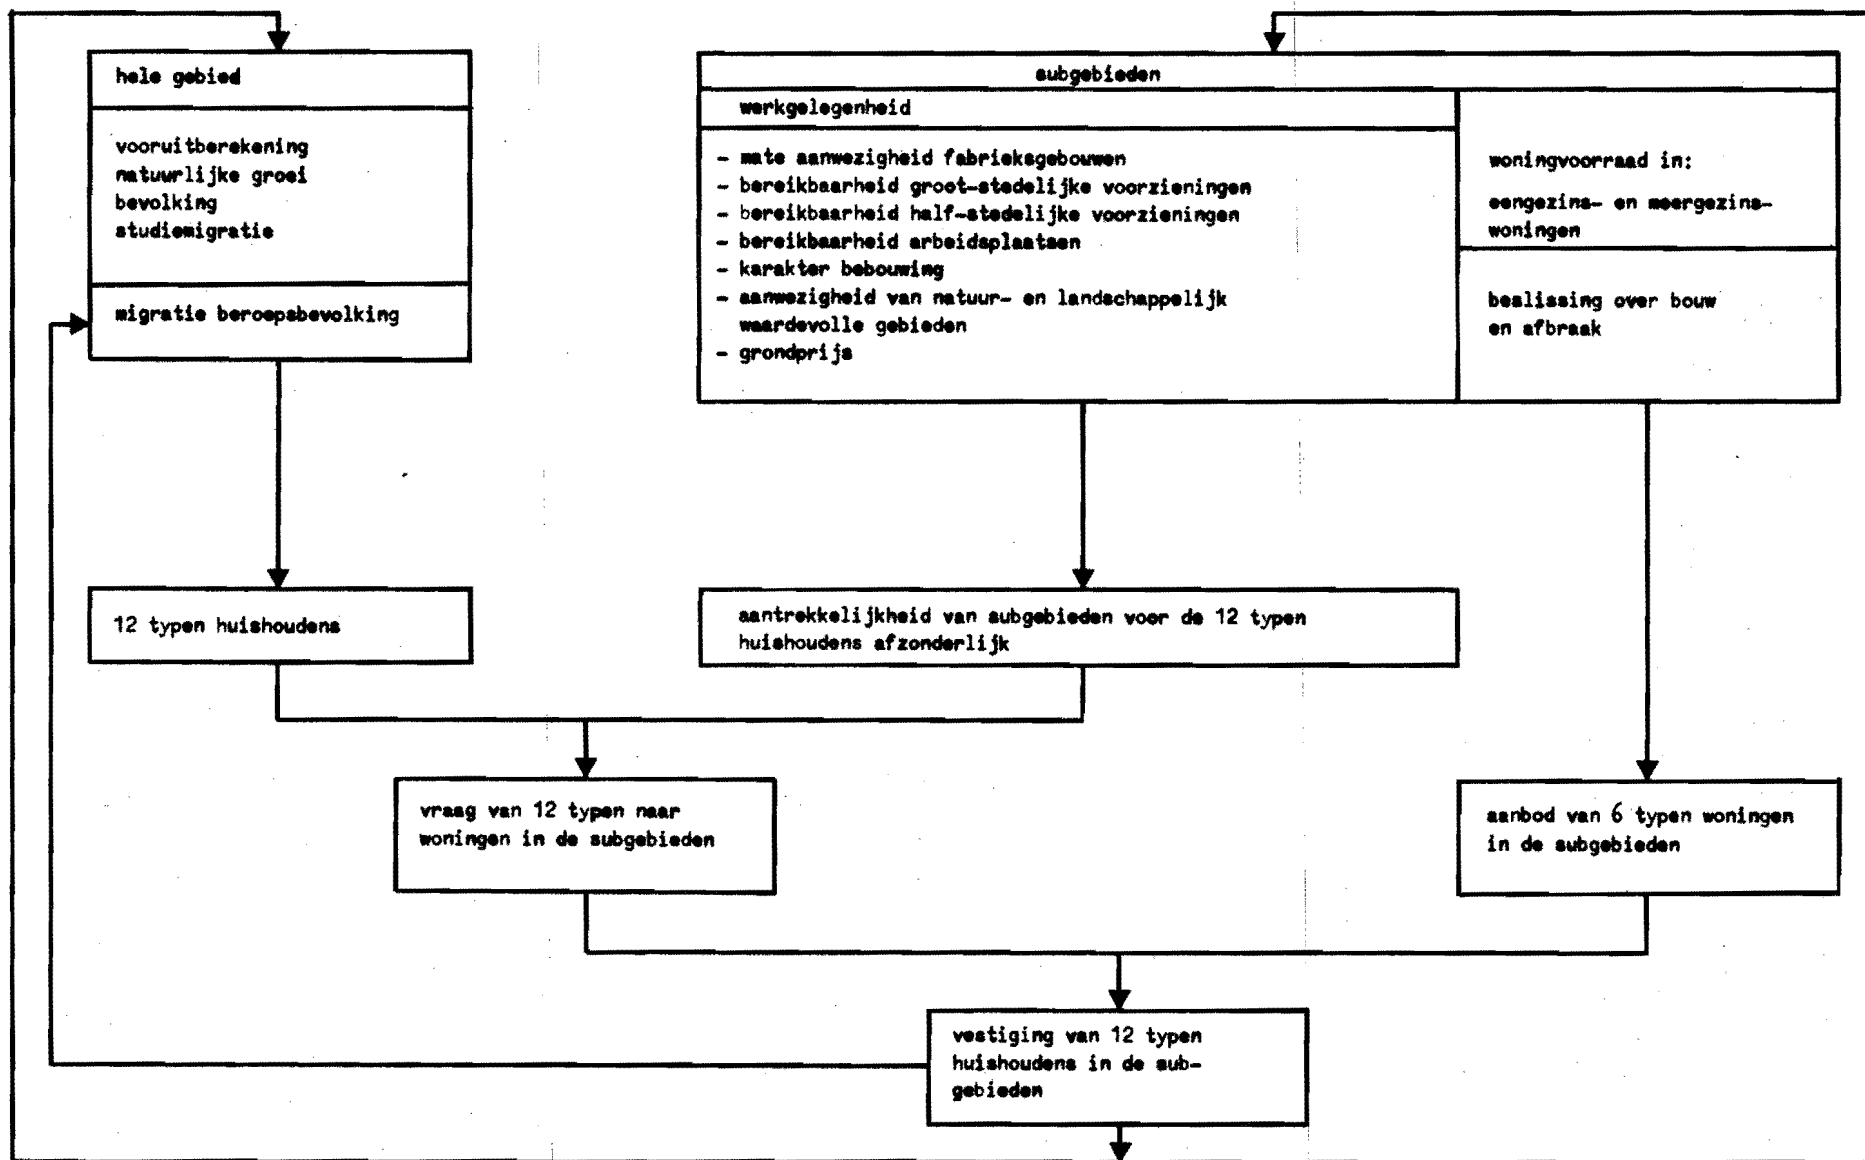 hele gebied
vooruitberekening
natuurlijke groei
bevolking
studiemigratie
migratie beroepsbevolking
subgebieden
werkgelegenheid
- mate aanwezigheid fabrieksgebouwen
- bereikbaarheid groot-stedelijke voorzieningen
- bereikbaarheid half-stedelijke voorzieningen
- bereikbaarheid arbeidsplaatsen
- karakter bebouwing
- aanwezigheid van natuur- en landschappelijk
waardevolle gebieden
- grondprijs
woningvoorraad in:
eengezins- en meergezins-
woningen
beslissing over bouw
en afbraak
12 typen huishoudens
aantrekkelijkheid van subgebieden voor de 12 typen
huishoudens afzonderlijk
vraag van 12 typen naar
woningen in de subgebieden
aanbod van 6 typen woningen
in de subgebieden
vestiging van 12 typen
huishoudens in de sub-
gebieden